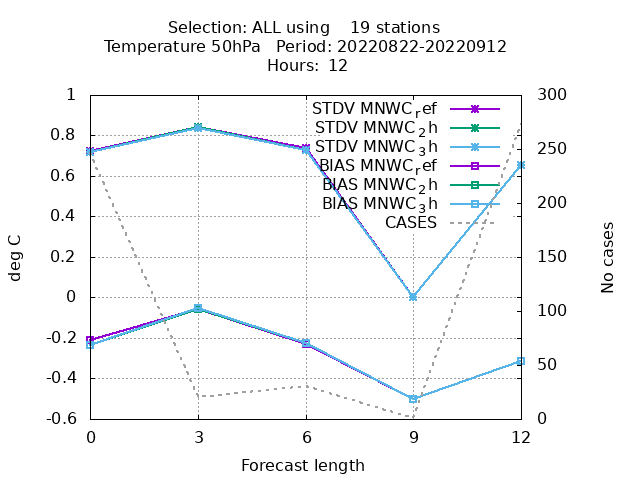 Selection: ALL using    19 stations
Temperature 50hPa   Period: 20220822-20220912
Hours:  12
1 300
STDV MNWC_ref
0.8 STDV MNWC_2h
250
STDV MNWC_3h
0.6 BIAS MNWC_ref
BIAS MNWC_2h
BIAS MNWC_3h
0.4 200
CASES
0.2 150
deg C
No cases
0
-0.2 100
-0.4 50
-0.6 0
0 3 6 9 12
Forecast length